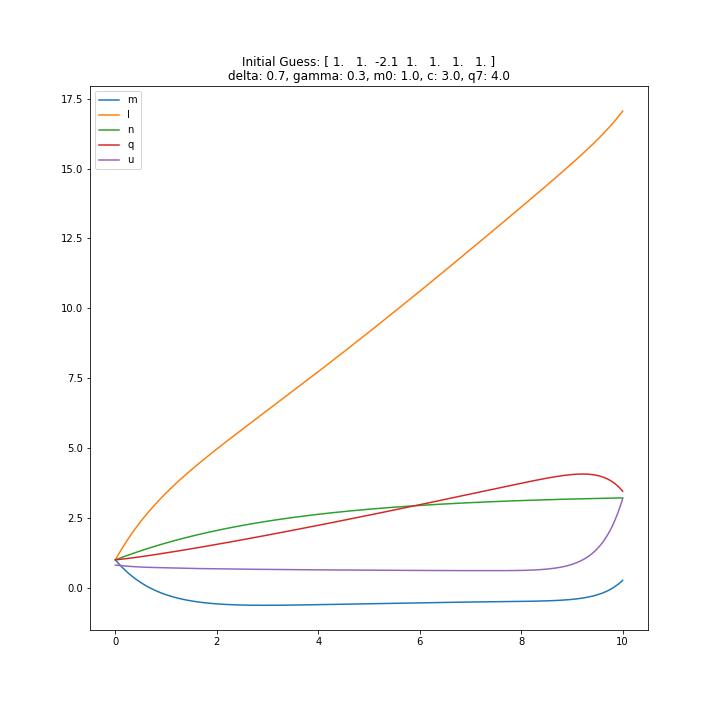 Initial Guess: [ 1. 1. -2.1 1. 1. 1. 1. ]
delta: 0.7, gamma: 0.3, m0: 1.0, c: 3.0, q7: 4.0
17.5
15.0
12.5
10.0
7.5
5.0
2.5
0.0
m
l
n
q
u
0 2 4 6 8 10